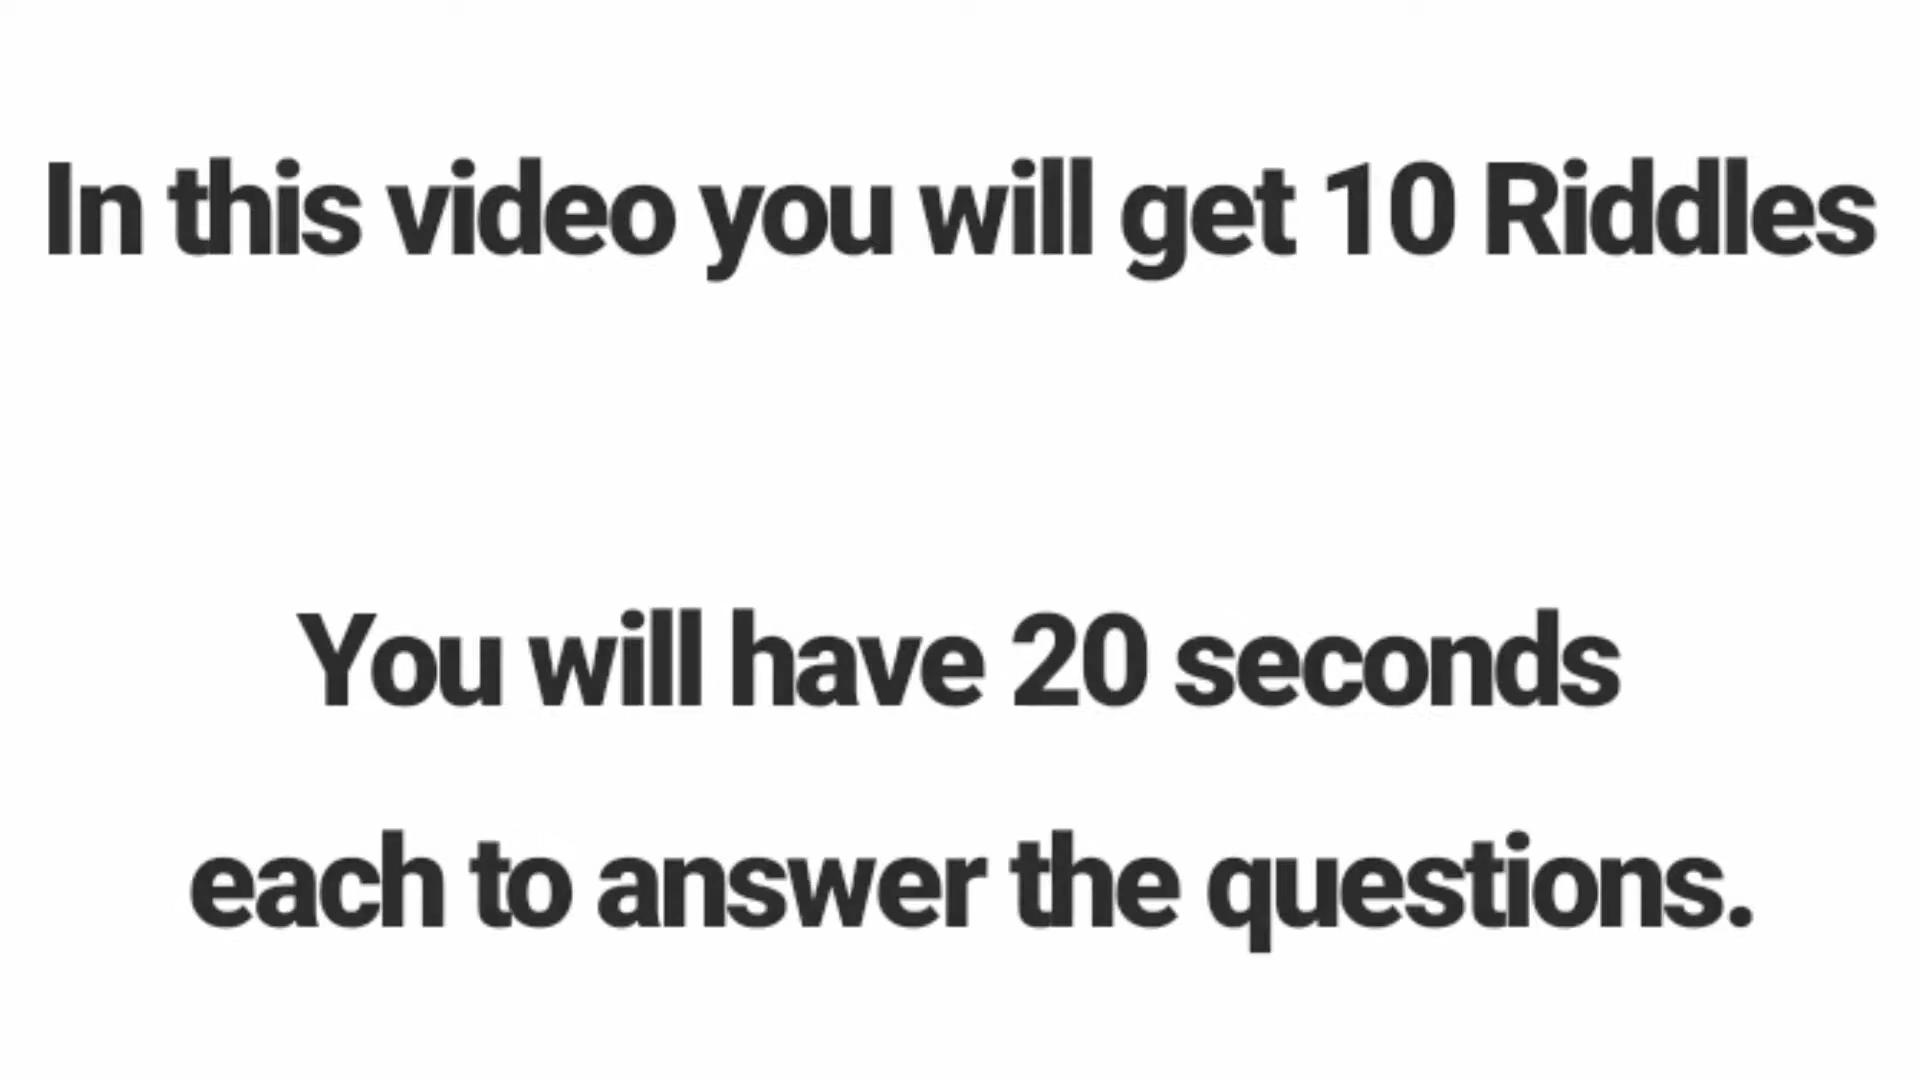 In this video you will get 10 Riddles
You will have 20 seconds
each to answer the questions.